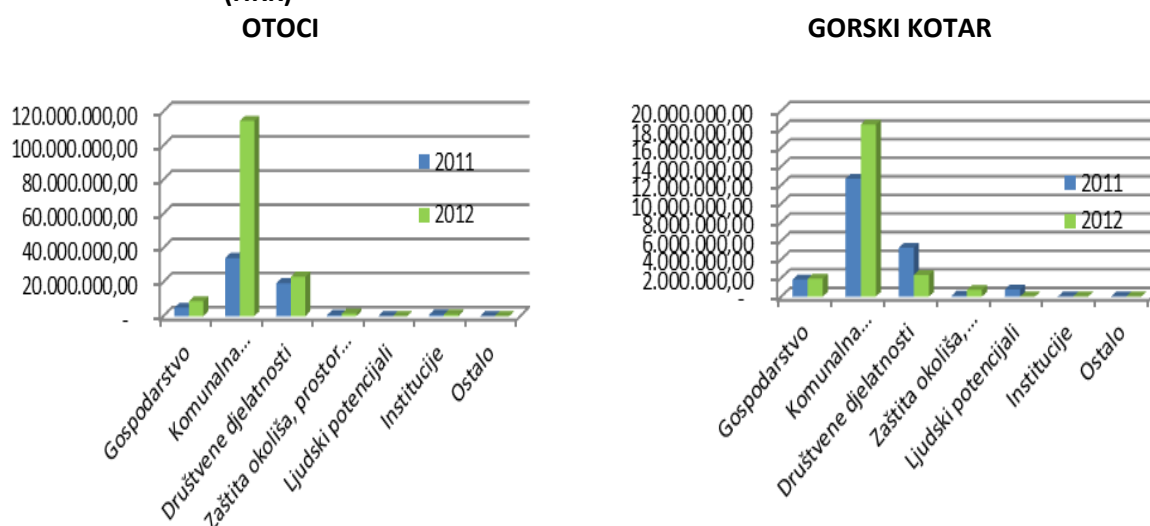 OTOCI
GORSKI KOTAR
120.000.000,00
100.000.000,00
80.000.000,00
60.000.000,00
40.000.000,00
20.000.000,00
-
2011
2012
Gospodarstvo
Komunalna...
Društvene djelatnosti
Zaštita okoliša, prostor...
Ljudski potencijali
Institucije
Ostalo
20.000.000,00
18.000.000,00
16.000.000,00
14.000.000,00
12.000.000,00
10.000.000,00
8.000.000,00
6.000.000,00
4.000.000,00
2.000.000,00
-
2011
2012
Gospodarstvo
Komunalna...
Društvene djelatnosti
Zaštita okoliša,...
Ljudski potencijali
Institucije
Ostalo